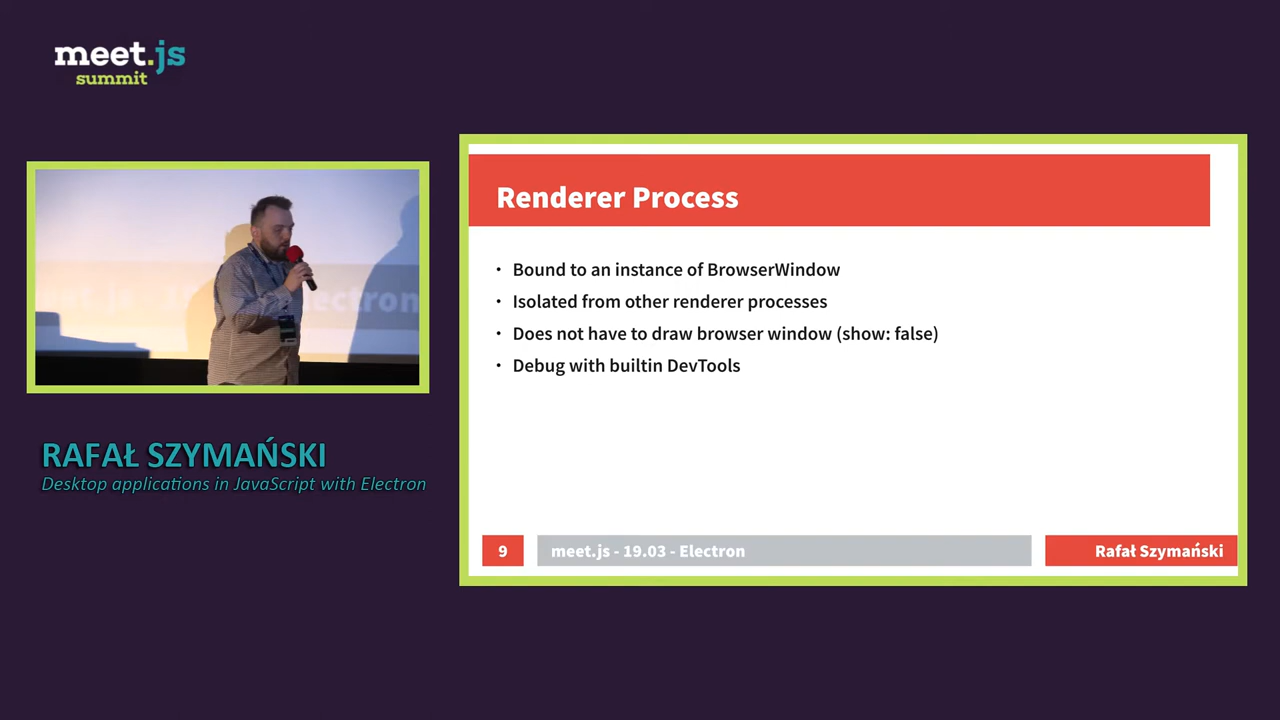 meet.js
summit
RAFAŁ SZYMAŃSKI
Desktop applications in JavaScript with Electron
Renderer Process
• Bound to an instance of BrowserWindow
• Isolated from other renderer processes
• Does not have to draw browser window (show: false)
• Debug with builtin DevTools
9
meet.js - 19.03 - Electron
Rafał Szymański